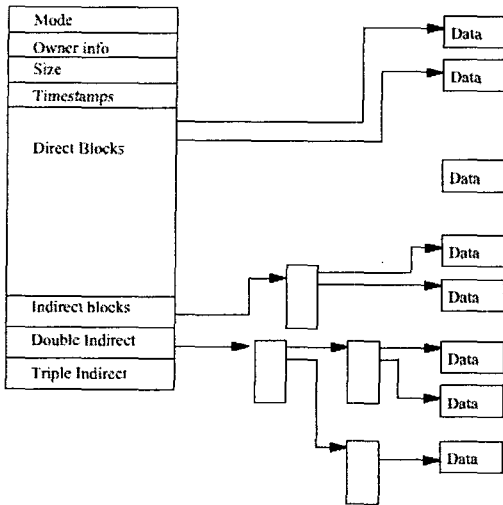 Mode
Owner info
Size
Timestamps
Direct Blocks
Indirect blocks
Double Indirect
Triple Indirect
Data
Data
Data
Data
Data
Data
Data
Data